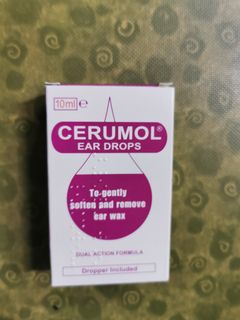 10ml ℮
CERUMOL®
EAR DROPS
To gently
soften and remove
ear wax
DUAL ACTION FORMULA
Dropper Included